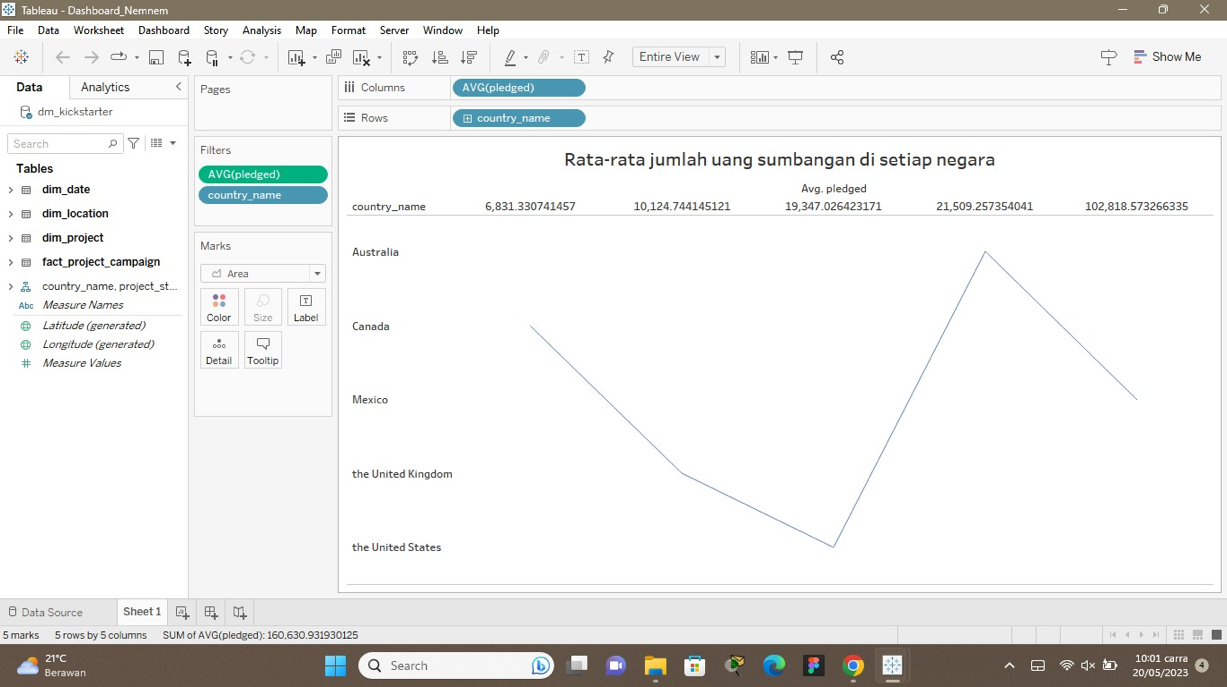 Tableau - Dashboard_Nemnem
File Data Worksheet Dashboard Story Analysis Map Format Server Window Help
Entire View
Show Me
Data Analytics
dm_kickstarter
Search
Tables
dim_date
dim_location
dim_project
fact_project_campaign
country_name, project_st...
Abc Measure Names
Latitude (generated)
Longitude (generated)
# Measure Values
Pages
Filters
AVG(pledged)
country_name
Marks
Area
Color Size Label
Detail Tooltip
Columns AVG(pledged)
Rows country_name
Rata-rata jumlah uang sumbangan di setiap negara
Avg. pledged
country_name 6,831.330741457 10,124.744145121 19,347.026423171 21,509.257354041 102,818.573266335
Australia
Canada
Mexico
the United Kingdom
the United States
Data Source Sheet 1
5 marks 5 rows by 5 columns SUM of AVG(pledged): 160,630.931930125
21°C
Berawan
Search
10:01 carra
20/05/2023
4